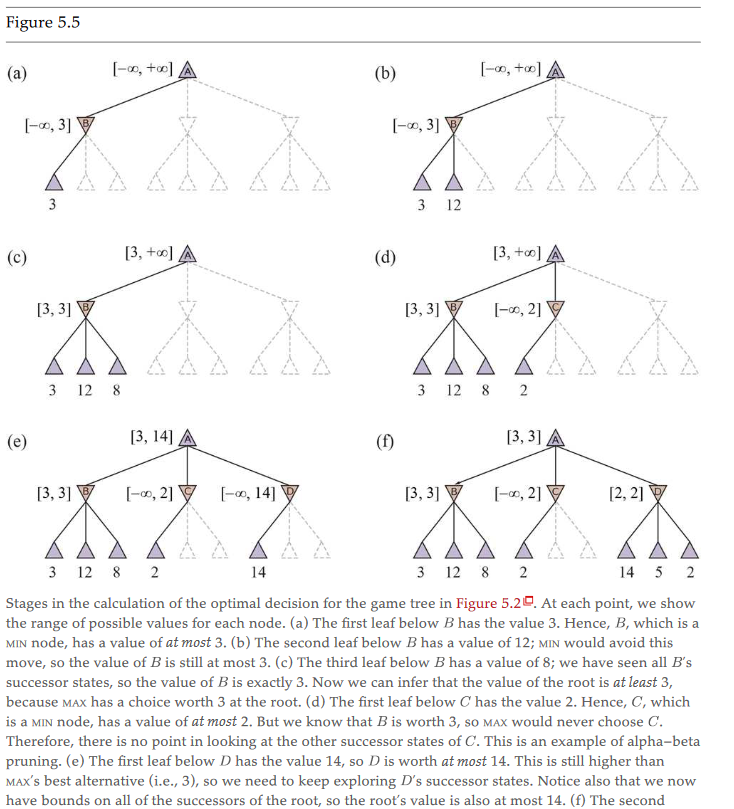 Figure 5.5
(a)
[−∞, +∞] A
[−∞, 3] B
3
(b)
[−∞, +∞] A
[−∞, 3] B
3 12
(c)
[3, +∞] A
[3, 3] B
3 12 8
(d)
[3, +∞] A
[3, 3] B [−∞, 2] C
3 12 8 2
(e)
[3, 14] A
[3, 3] B [−∞, 2] C [−∞, 14] D
3 12 8 2 14
(f)
[3, 3] A
[3, 3] B [−∞, 2] C [2, 2] D
3 12 8 2 14 5 2
Stages in the calculation of the optimal decision for the game tree in Figure 5.2. At each point, we show
the range of possible values for each node. (a) The first leaf below B has the value 3. Hence, B, which is a
MIN node, has a value of at most 3. (b) The second leaf below B has a value of 12; MIN would avoid this
move, so the value of B is still at most 3. (c) The third leaf below B has a value of 8; we have seen all B's
successor states, so the value of B is exactly 3. Now we can infer that the value of the root is at least 3,
because MAX has a choice worth 3 at the root. (d) The first leaf below C has the value 2. Hence, C, which
is a MIN node, has a value of at most 2. But we know that B is worth 3, so MAX would never choose C.
Therefore, there is no point in looking at the other successor states of C. This is an example of alpha–beta
pruning. (e) The first leaf below D has the value 14, so D is worth at most 14. This is still higher than
MAX's best alternative (i.e., 3), so we need to keep exploring D's successor states. Notice also that we now
have bounds on all of the successors of the root, so the root's value is also at most 14. (f) The second